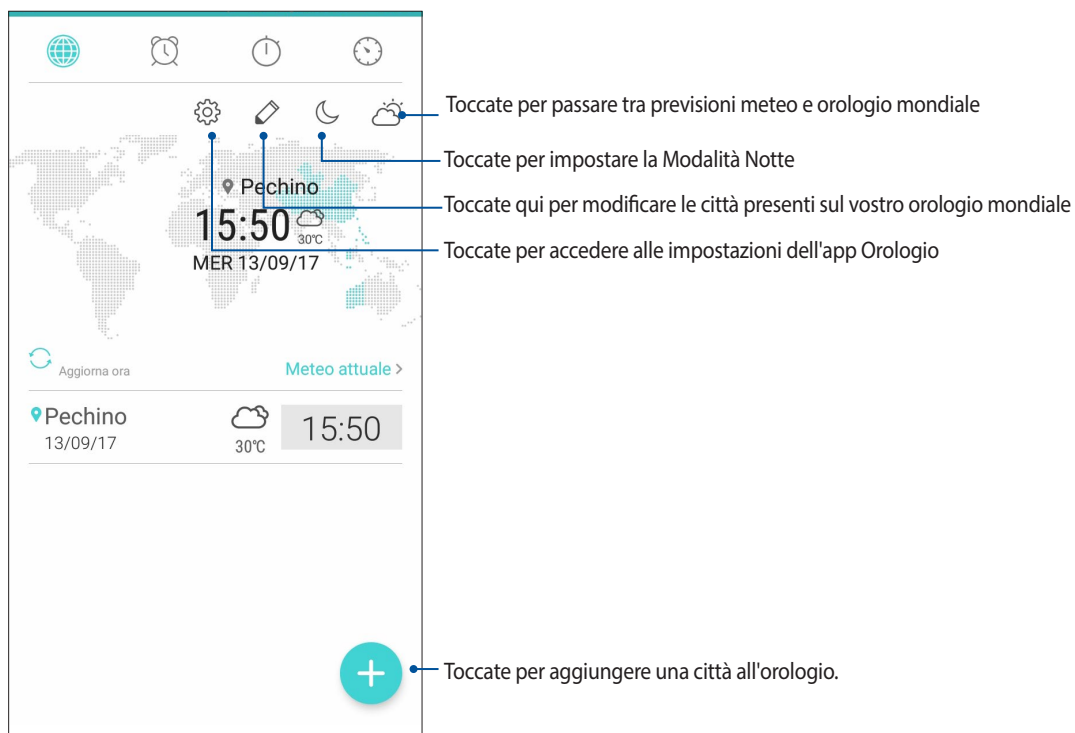 Toccate per passare tra previsioni meteo e orologio mondiale
Toccate per impostare la Modalità Notte
Pechino
Toccate qui per modificare le città presenti sul vostro orologio mondiale
15:50
30°C
Toccate per accedere alle impostazioni dell'app Orologio
MER 13/09/17
Aggiorna ora
Meteo attuale >
Pechino
13/09/17
30°C
15:50
Toccate per aggiungere una città all'orologio.